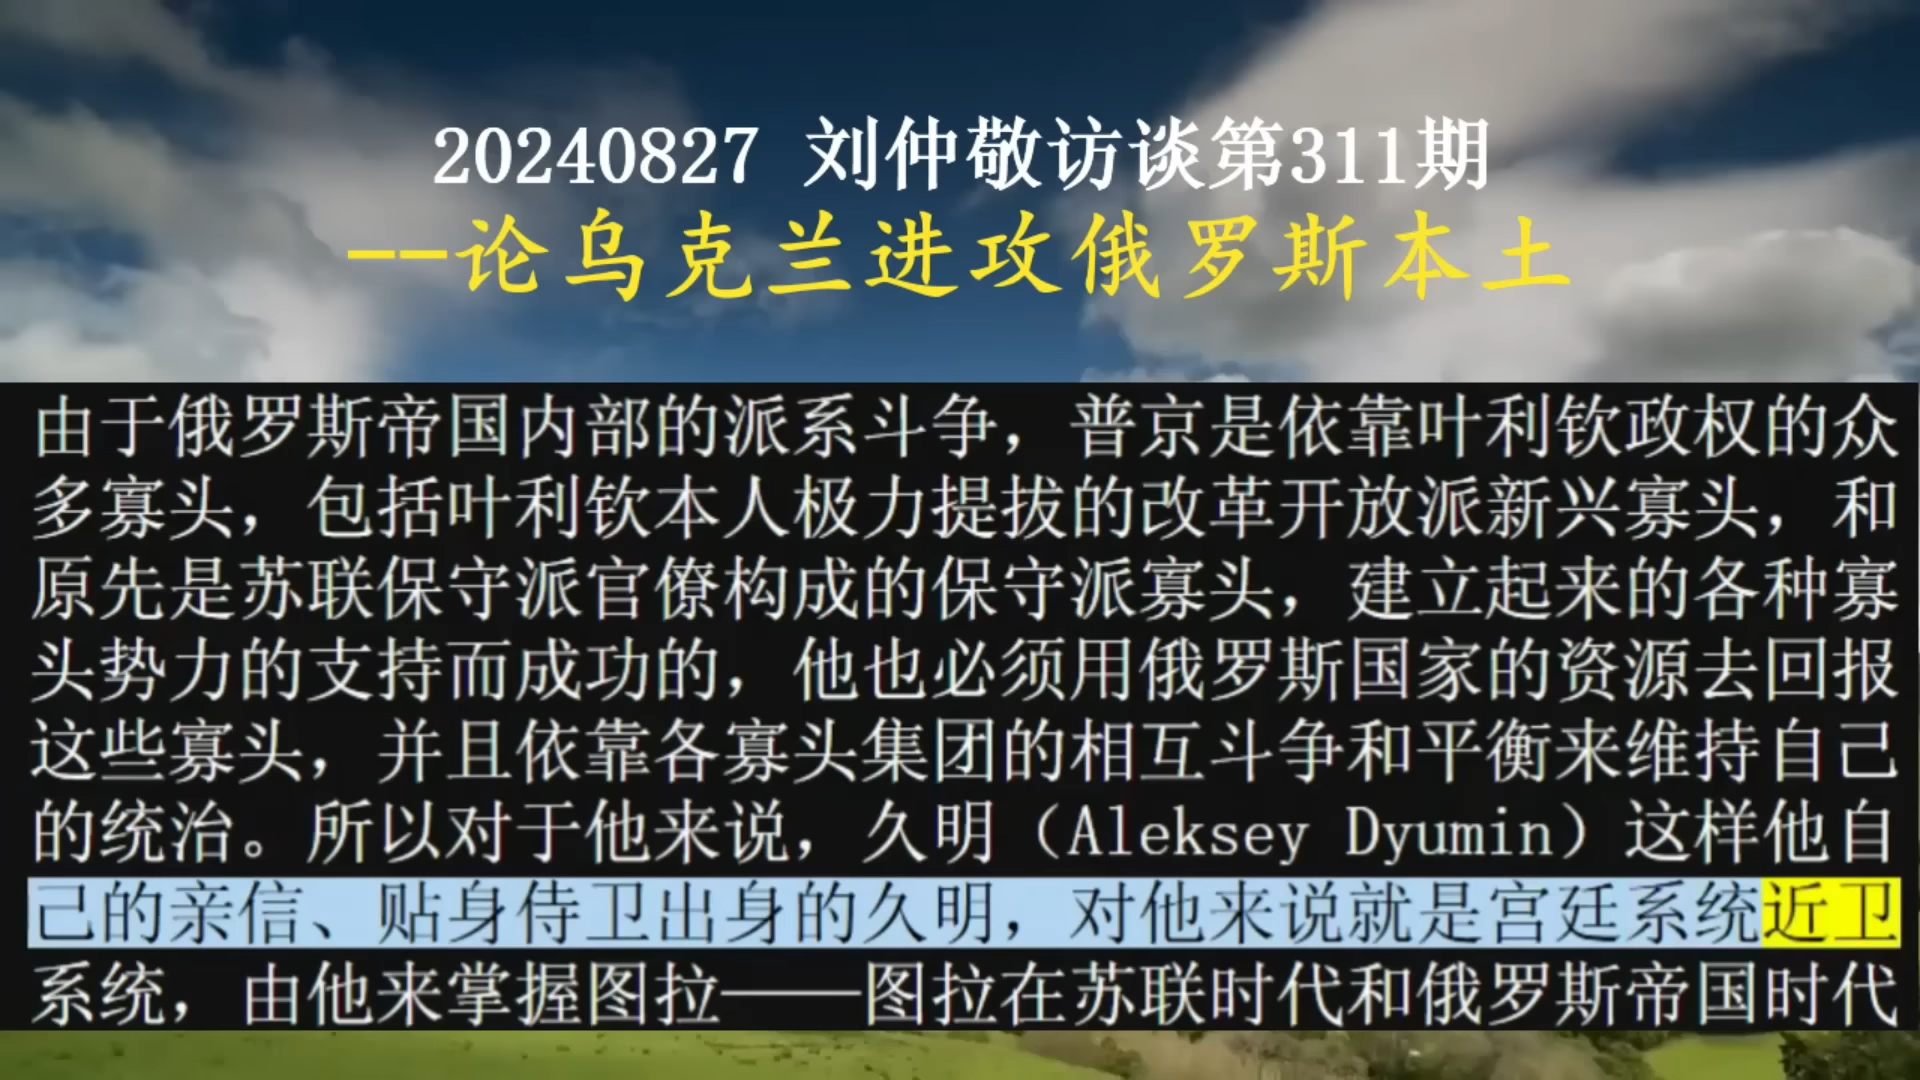 20240827 刘仲敬访谈第311期
--论乌克兰进攻俄罗斯本土
由于俄罗斯帝国内部的派系斗争，普京是依靠叶利钦政权的众
多寡头，包括叶利钦本人极力提拔的改革开放派新兴寡头，和
原先是苏联保守派官僚构成的保守派寡头，建立起来的各种寡
头势力的支持而成功的，他也必须用俄罗斯国家的资源去回报
这些寡头，并且依靠各寡头集团的相互斗争和平衡来维持自己
的统治。所以对于他来说，久明（Aleksey Dyumin）这样他自
己的亲信、贴身侍卫出身的久明，对他来说就是宫廷系统近卫
系统，由他来掌握图拉——图拉在苏联时代和俄罗斯帝国时代